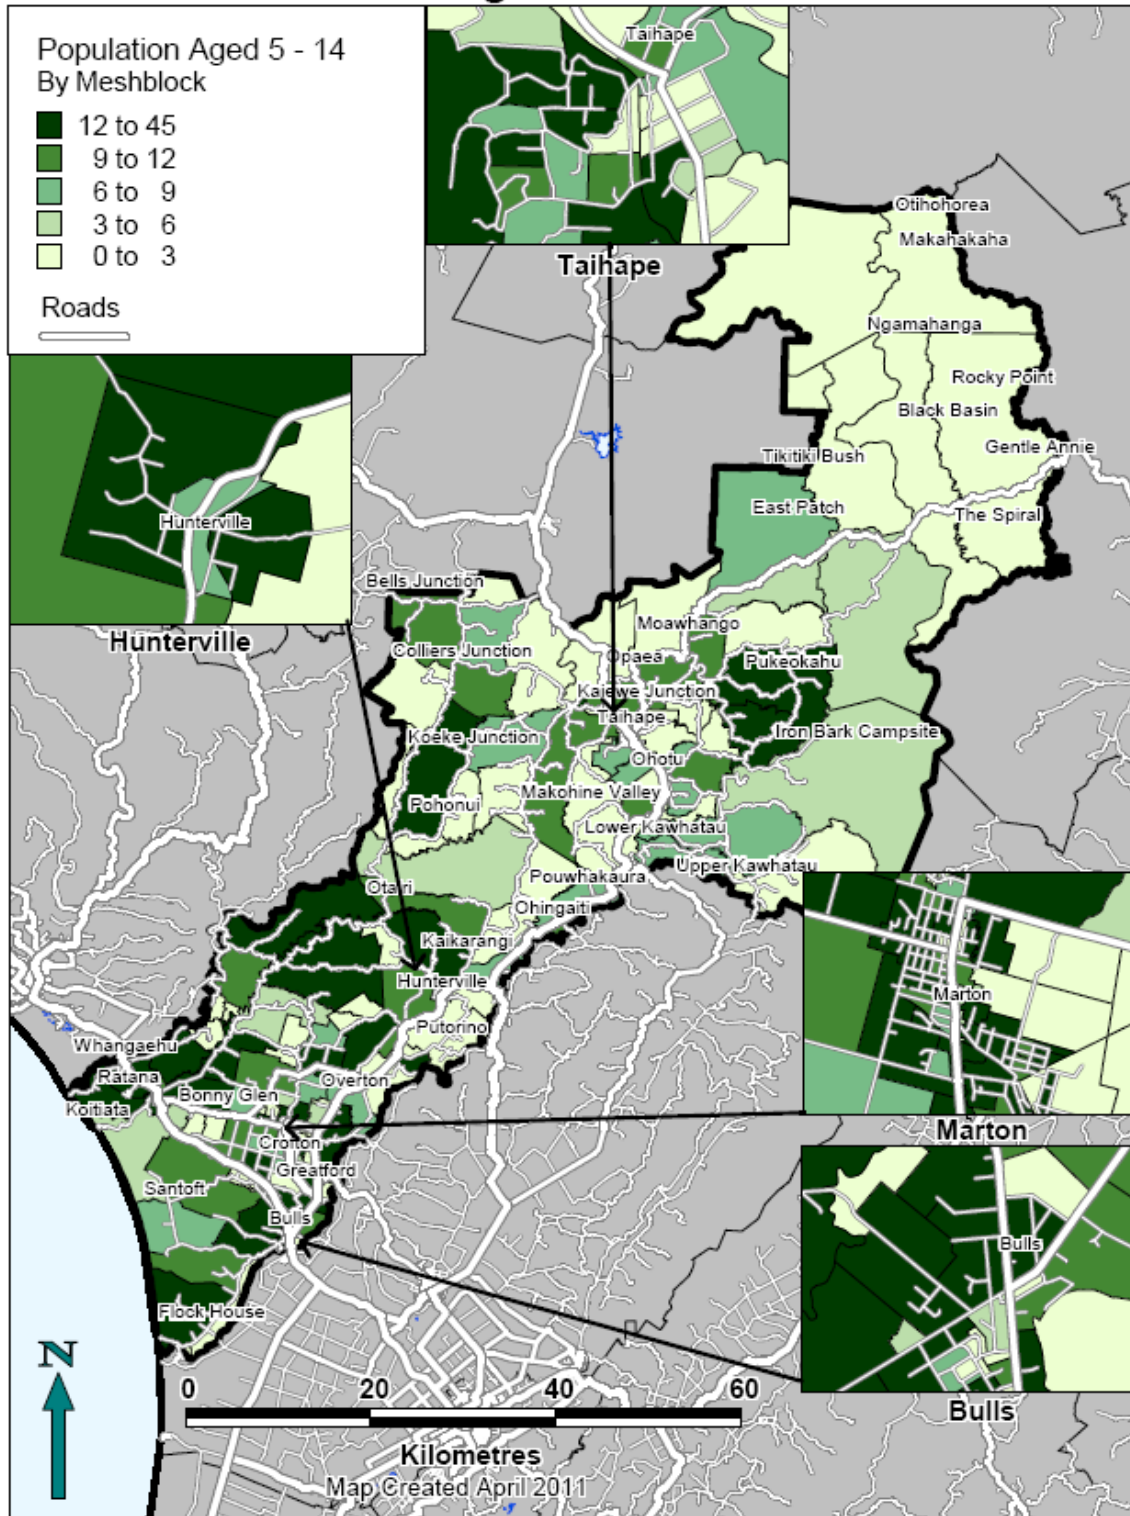 Population Aged 5 - 14
By Meshblock
12 to 45
9 to 12
6 to 9
3 to 6
0 to 3
Roads
Taihape
Taihape
Otihohorea
Makahakaha
Ngamahanga
Rocky Point
Black Basin
Gentle Annie
Tikitiki Bush
East Patch
The Spiral
Hunterville
Hunterville
Bells Junction
Moawhango
Colliers Junction
Opaea
Pukeokahu
Kaiewe Junction
Taihape
Koeke Junction
Iron Bark Campsite
Ohotu
Makohine Valley
Pohonui
Lower Kawhatau
Upper Kawhatau
Pouwhakaura
Otairi
Ohingaiti
Kaikarangi
Hunterville
Marton
Putorino
Whangaehu
Ratana
Overton
Koitiata
Bonny Glen
Marton
Crofton
Greatford
Santoft
Bulls
Bulls
Flock House
N
0 20 40 60
Bulls
Kilometres
Map Created April 2011